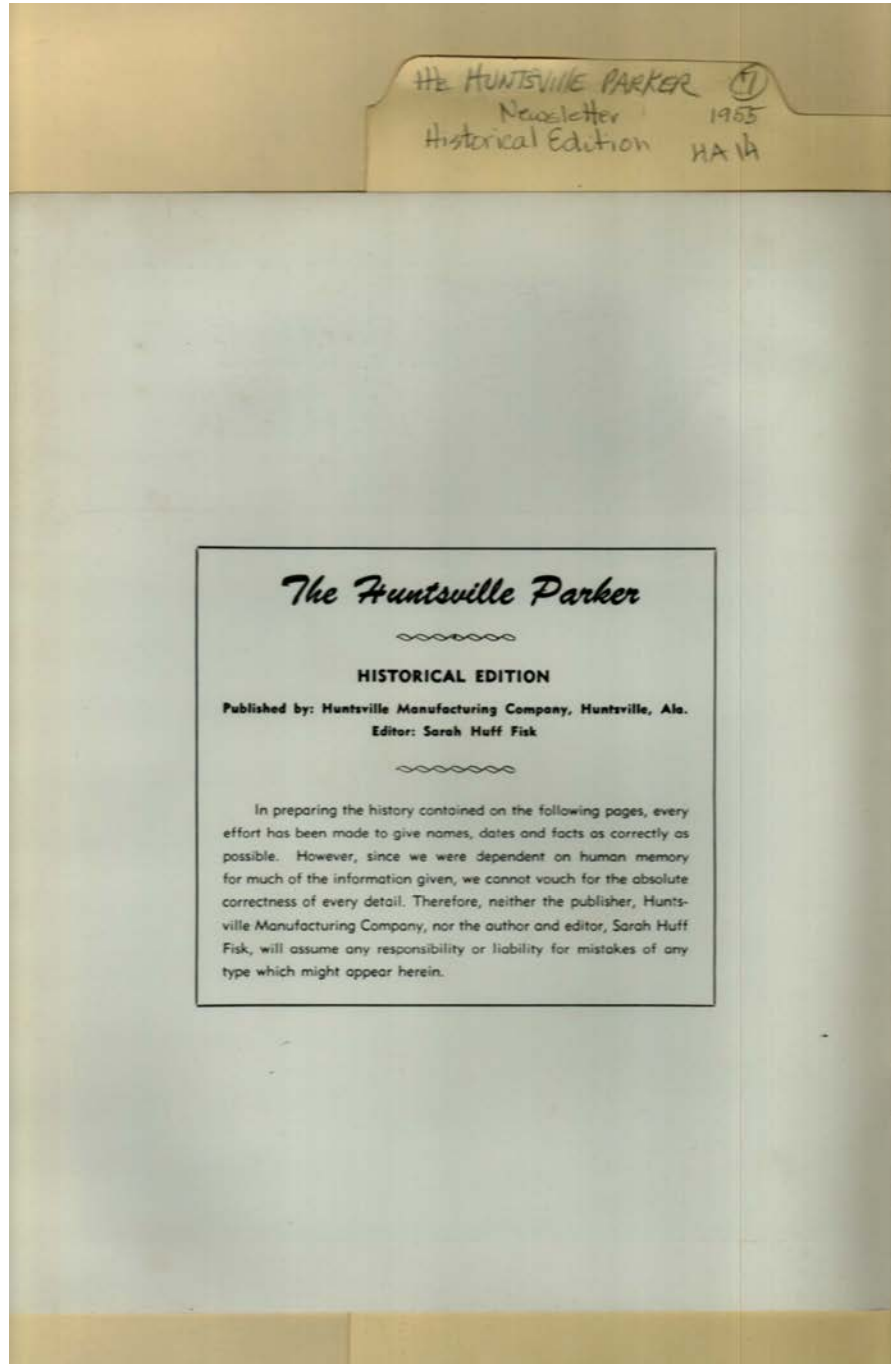 THE HUNTSVILLE PARKER
Newsletter 1955
Historical Edition
The Huntsville Parker
HISTORICAL EDITION
Published by: Huntsville Manufacturing Company, Huntsville, Ala.
Editor: Sarah Huff Fisk
In preparing the history contained on the following pages, every
effort has been made to give names, dates and facts as correctly as
possible. However, since we were dependent on human memory
for much of the information given, we cannot vouch for the absolute
correctness of every detail. Therefore, neither the publisher, Hunts-
ville Manufacturing Company, nor the author and editor, Sarah Huff
Fisk, will assume any responsibility or liability for mistakes of any
type which might appear herein.